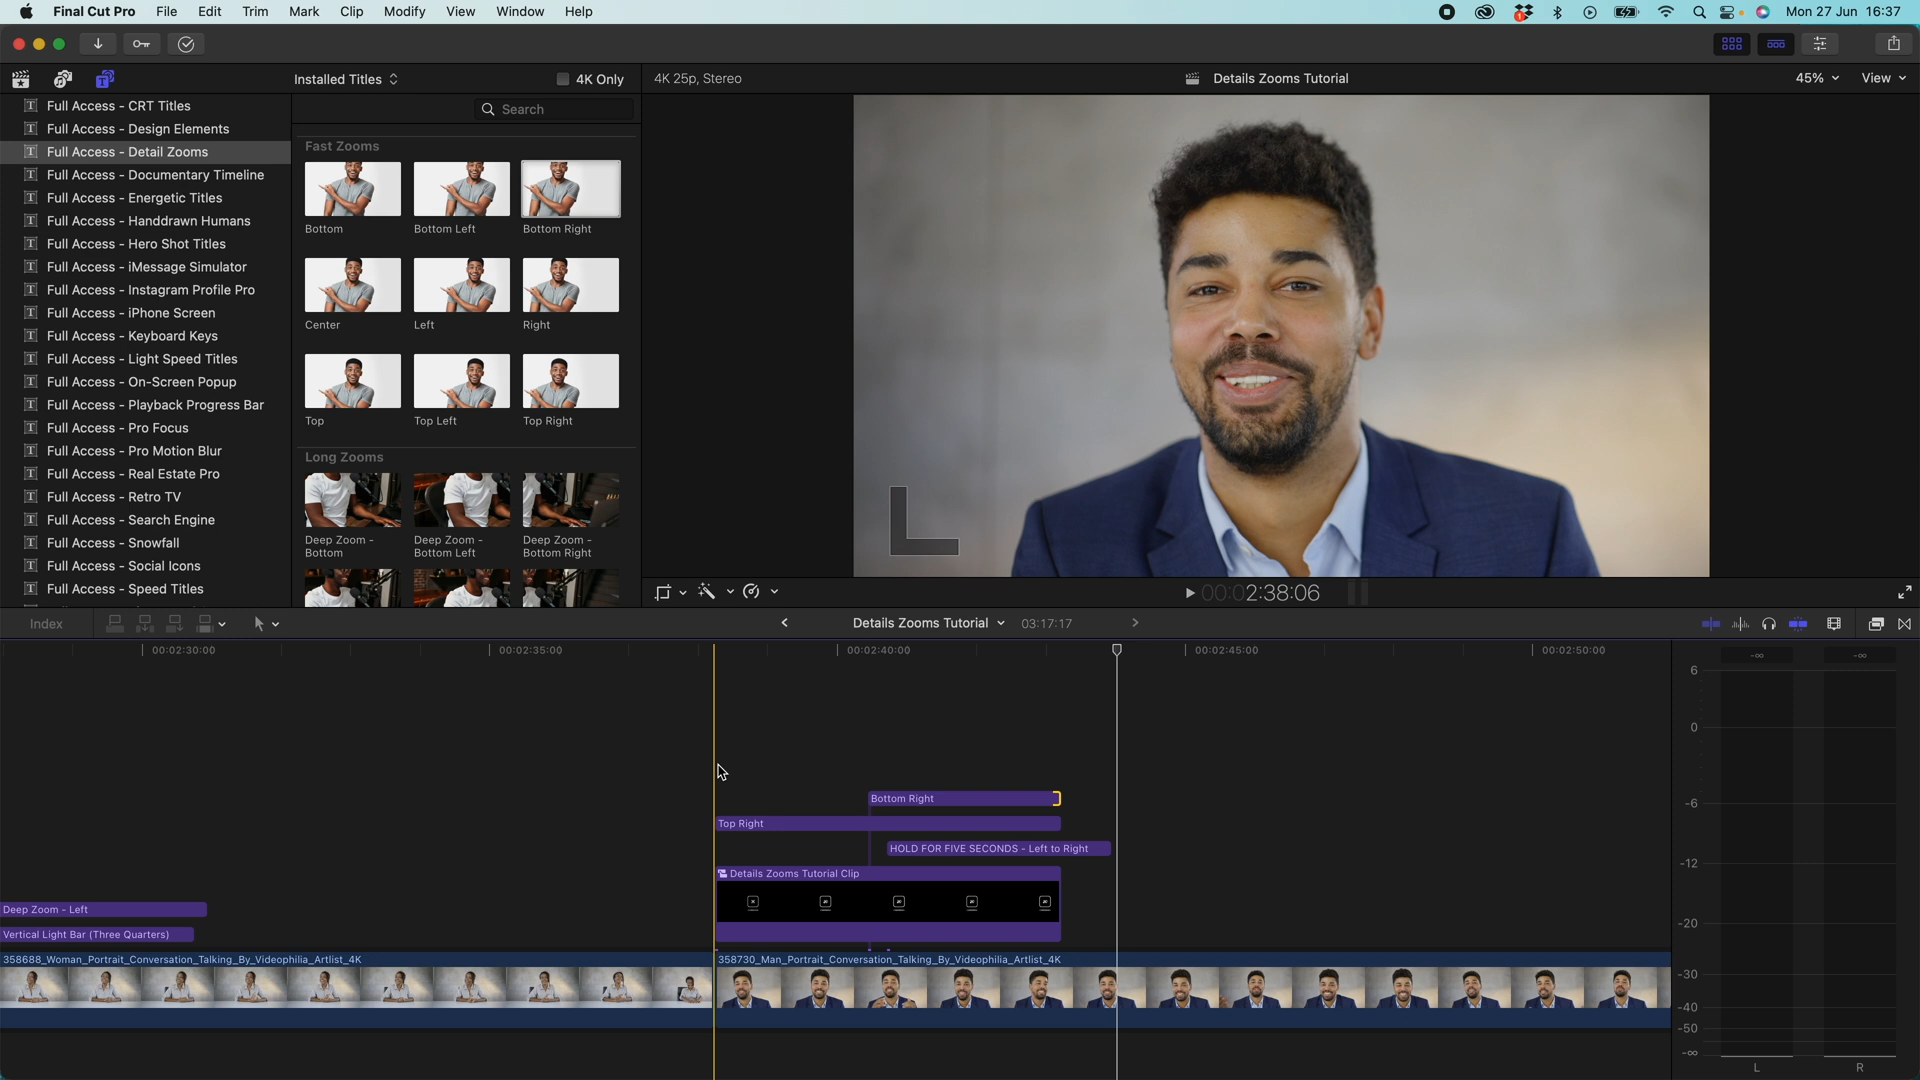 Final Cut Pro File Edit Trim Mark Clip Modify View Window Help
1
Mon 27 Jun 16:37
Installed Titles
4K Only
4K 25p, Stereo
Details Zooms Tutorial
45%
View
Full Access - CRT Titles
Full Access - Design Elements
Full Access - Detail Zooms
Full Access - Documentary Timeline
Full Access - Energetic Titles
Full Access - Handdrawn Humans
Full Access - Hero Shot Titles
Full Access - iMessage Simulator
Full Access - Instagram Profile Pro
Full Access - iPhone Screen
Full Access - Keyboard Keys
Full Access - Light Speed Titles
Full Access - On-Screen Popup
Full Access - Playback Progress Bar
Full Access - Pro Focus
Full Access - Pro Motion Blur
Full Access - Real Estate Pro
Full Access - Retro TV
Full Access - Search Engine
Full Access - Snowfall
Full Access - Social Icons
Full Access - Speed Titles
Search
Fast Zooms
Bottom
Bottom Left
Bottom Right
Center
Left
Right
Top
Top Left
Top Right
Long Zooms
Deep Zoom -
Bottom
Deep Zoom -
Bottom Left
Deep Zoom -
Bottom Right
00:02:38:06
Index
Details Zooms Tutorial
03:17:17
00:02:30:00
00:02:35:00
00:02:40:00
00:02:45:00
00:02:50:00
Bottom Right
Top Right
HOLD FOR FIVE SECONDS - Left to Right
Details Zooms Tutorial Clip
Deep Zoom - Left
Vertical Light Bar (Three Quarters)
358688_Woman_Portrait_Conversation_Talking_By_Videophilia_Artlist_4K
358730_Man_Portrait_Conversation_Talking_By_Videophilia_Artlist_4K
-∞
-∞
6
0
-6
-12
-20
-30
-40
-50
-∞
L
R